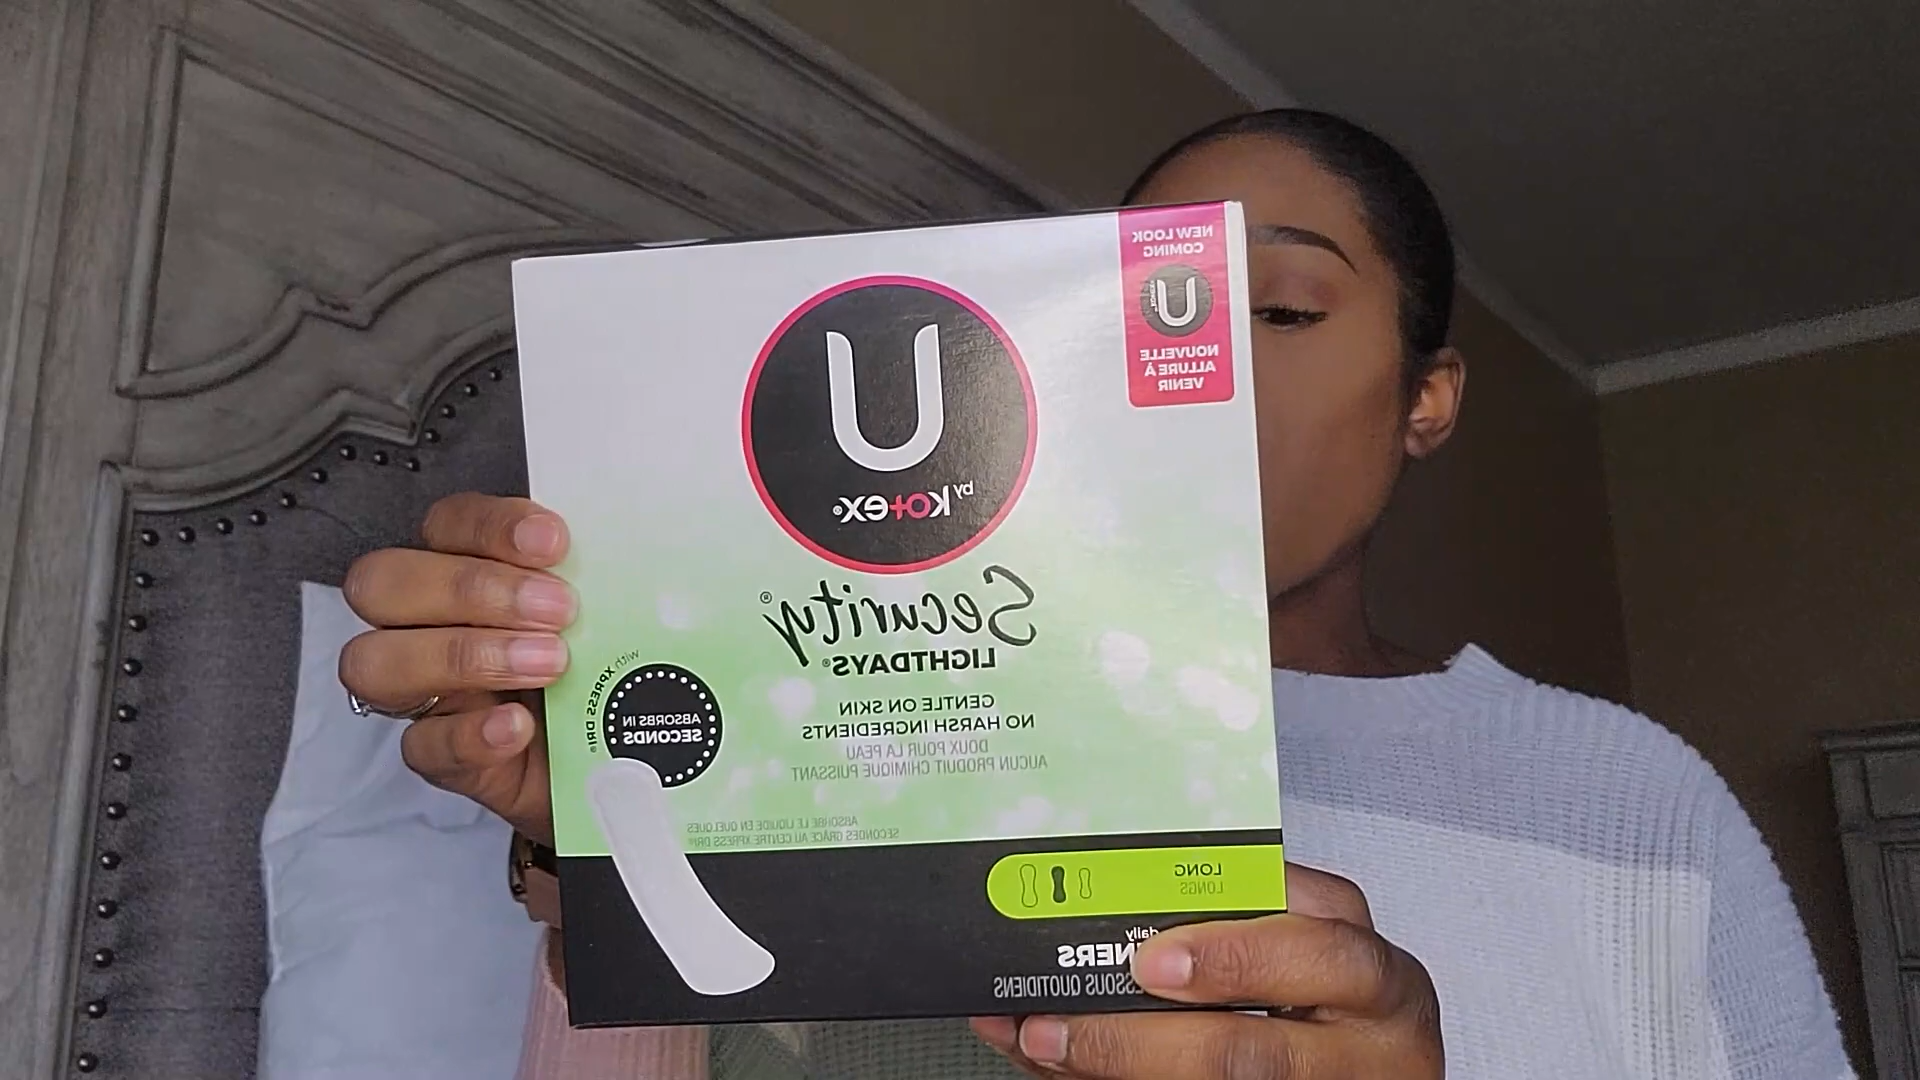 NEW LOOK
COMING
U
NOUVELLE
ALLURE À
VENIR
U
by Kotex®
Security®
LIGHTDAYS®
GENTLE ON SKIN
NO HARSH INGREDIENTS
DOUX POUR LA PEAU
AUCUN PRODUIT CHIMIQUE PUISSANT
with XPRESS DRI®
ABSORBS IN
SECONDS
ABSORBE LE LIQUIDE EN QUELQUES
SECONDES GRÂCE AU CENTRE XPRESS DRI®
LONG
LONGS
daily
NERS
ESSOUS QUOTIDIENS